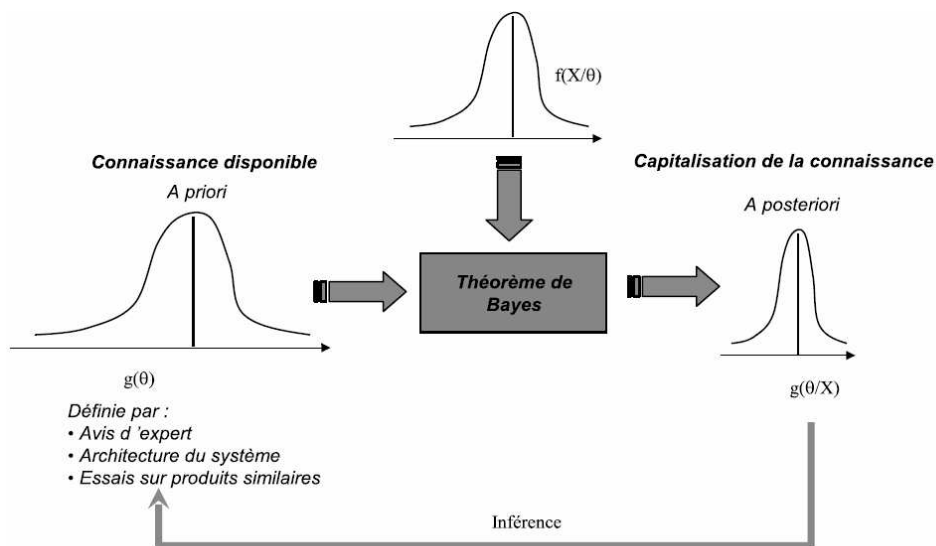 f(X/θ)
Connaissance disponible
A priori
Capitalisation de la connaissance
A posteriori
Théorème de
Bayes
g(θ)
g(θ/X)
Définie par :
• Avis d 'expert
• Architecture du système
• Essais sur produits similaires
Inférence